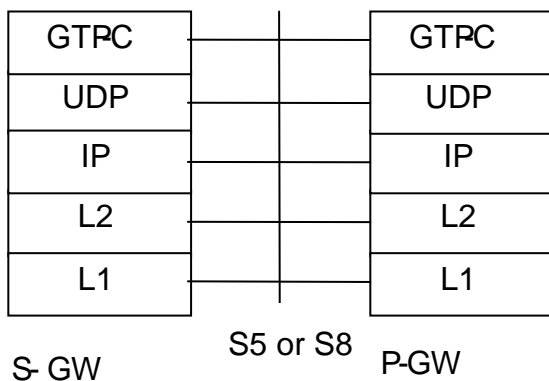 GTP-C GTP-C
UDP UDP
IP IP
L2 L2
L1 L1
S5 or S8
S- GW P-GW